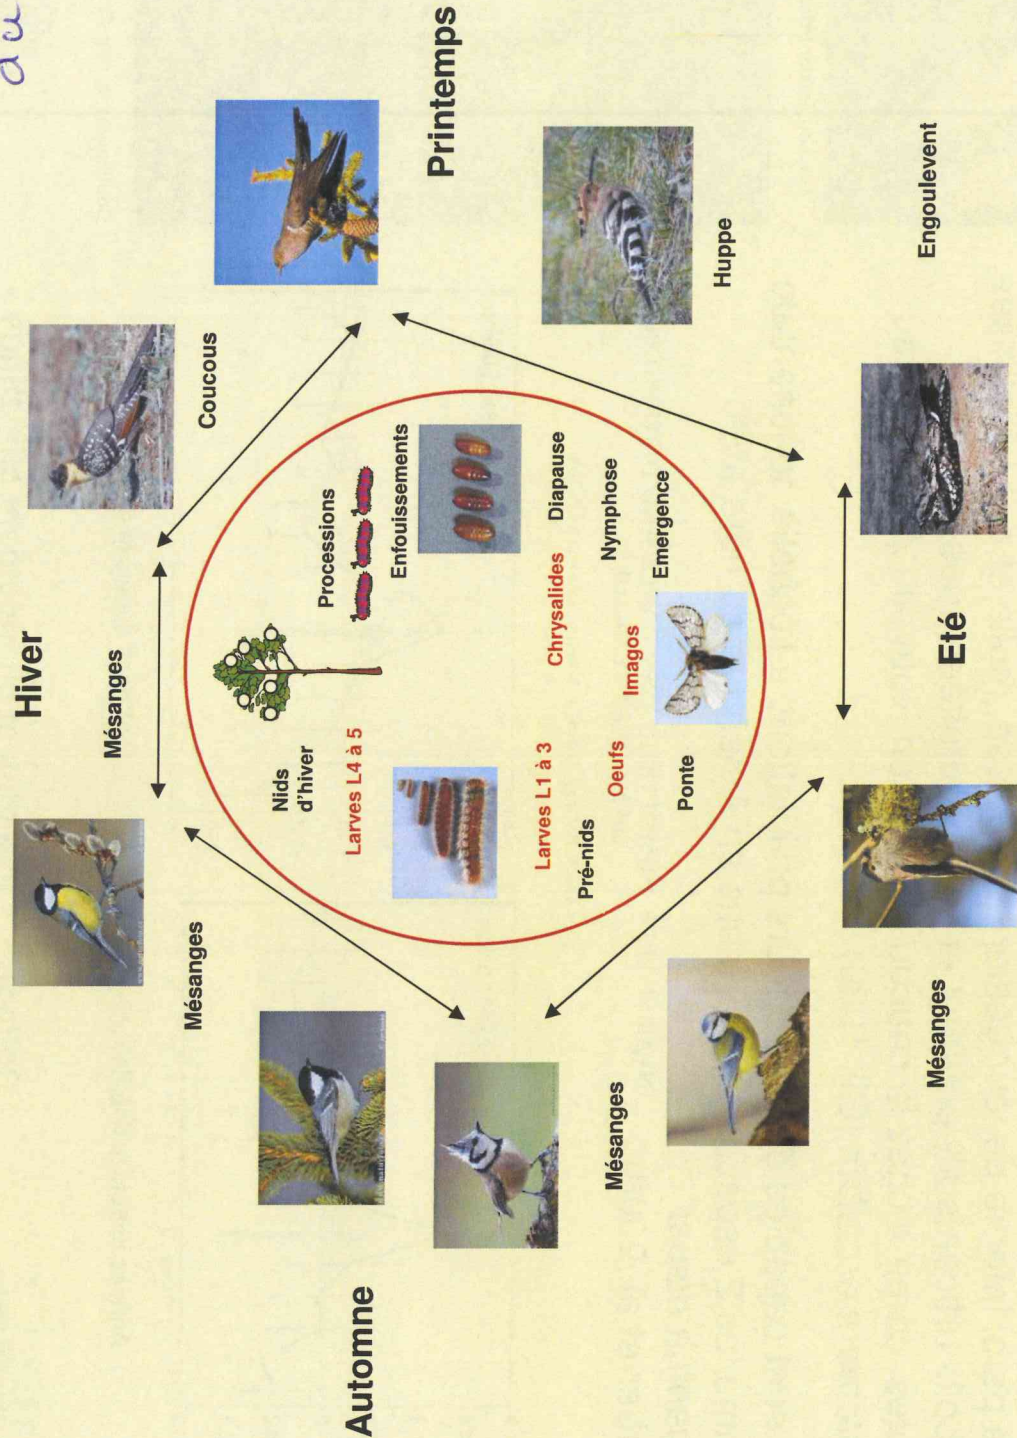 Hiver
Mésanges
Mésanges
Coucous
Nids
d'hiver
Processions
Larves L4 à 5
Automne
Enfouissements
Printemps
Larves L1 à 3
Chrysalides
Diapause
Pré-nids
Nymphose
Mésanges
Oeufs
Imagos
Emergence
Ponte
Huppe
Mésanges
Eté
Engoulevent